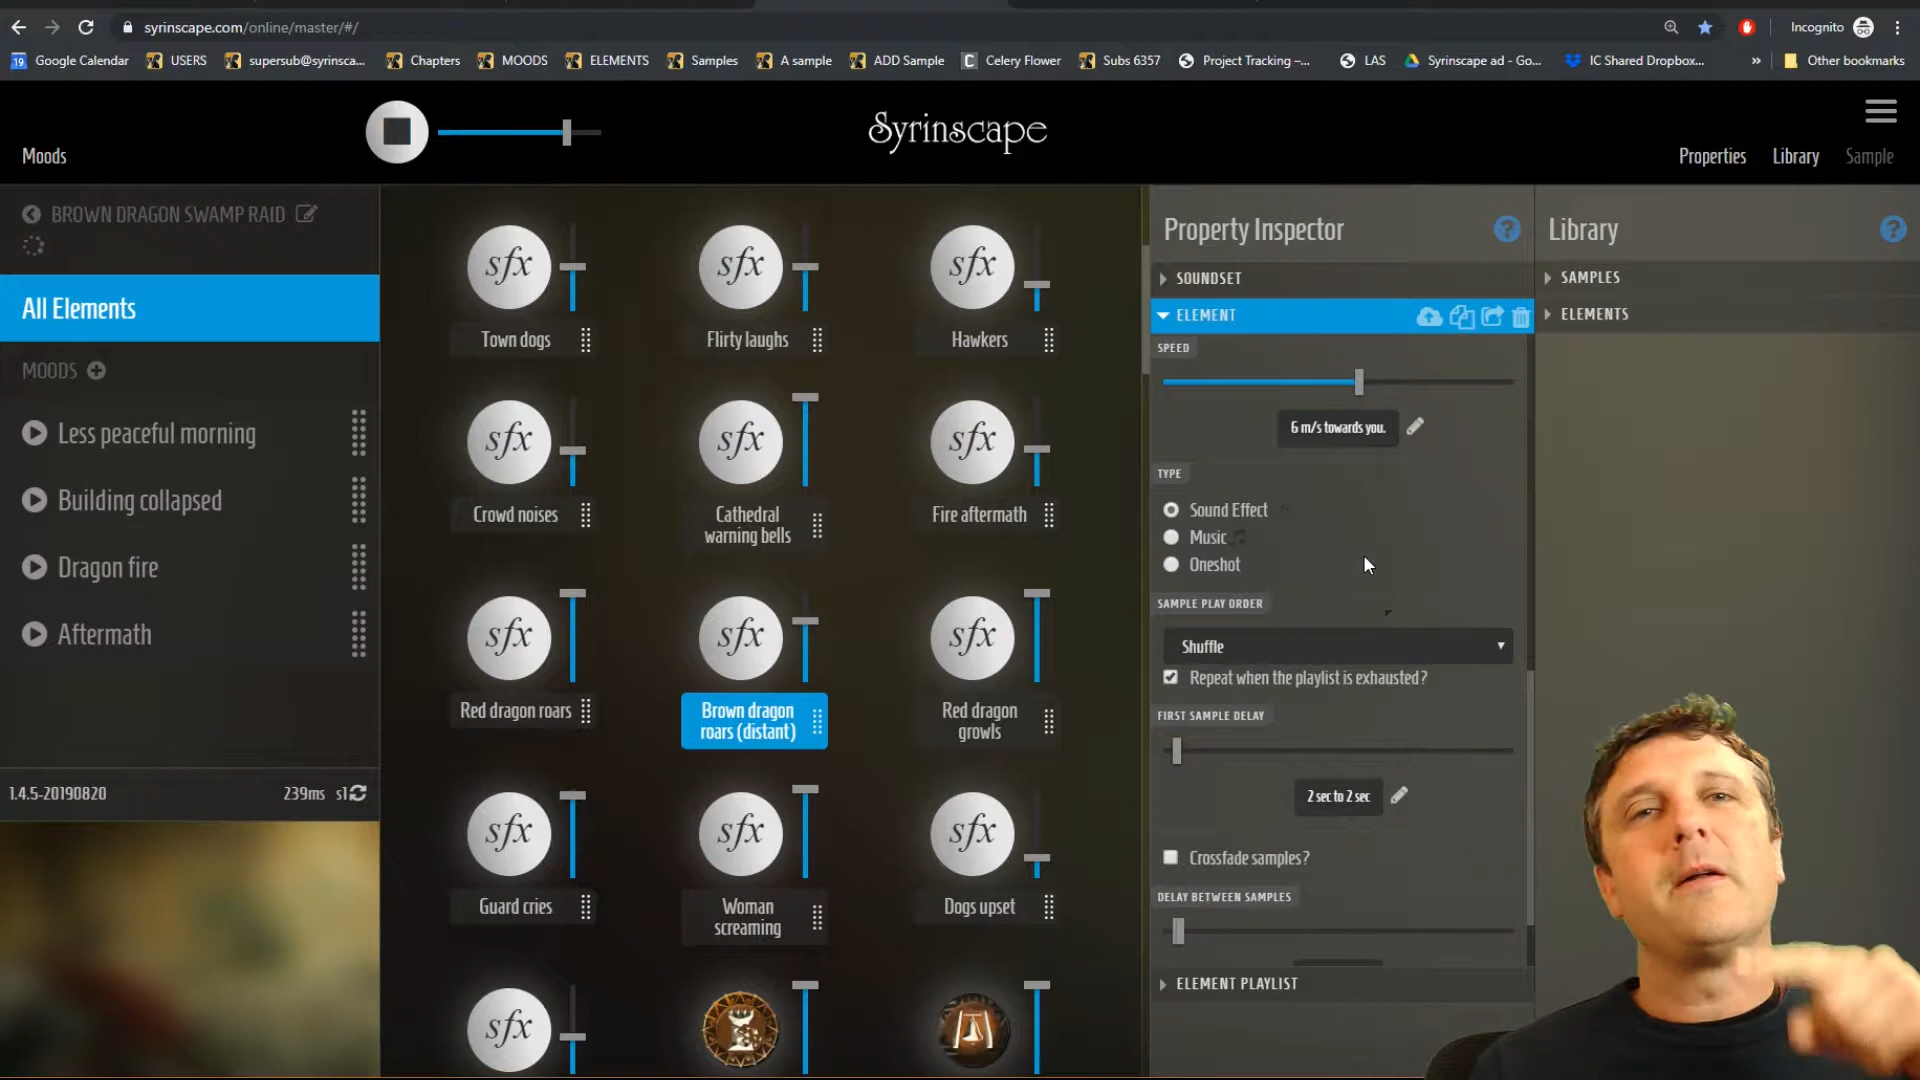 syrinscape.com/online/master/#/
Incognito
19 Google Calendar
USERS
supersub@syrinsca...
Chapters
MOODS
ELEMENTS
Samples
A sample
ADD Sample
C Celery Flower
Subs 6357
Project Tracking –...
LAS
Syrinscape ad - Go...
IC Shared Dropbox...
»
Other bookmarks
Syrinscape
Moods
Properties
Library
Sample
BROWN DRAGON SWAMP RAID
All Elements
MOODS
Less peaceful morning
Building collapsed
Dragon fire
Aftermath
1.4.5-20190820
239ms s1
sfx
sfx
sfx
Town dogs
Flirty laughs
Hawkers
sfx
sfx
sfx
Crowd noises
Cathedral
warning bells
Fire aftermath
sfx
sfx
sfx
Red dragon roars
Brown dragon
roars (distant)
Red dragon
growls
sfx
sfx
sfx
Guard cries
Woman
screaming
Dogs upset
sfx
Property Inspector
?
SOUNDSET
ELEMENT
SPEED
6 m/s towards you.
TYPE
Sound Effect
Music
Oneshot
SAMPLE PLAY ORDER
Shuffle
Repeat when the playlist is exhausted?
FIRST SAMPLE DELAY
2 sec to 2 sec
Crossfade samples?
DELAY BETWEEN SAMPLES
ELEMENT PLAYLIST
Library
?
SAMPLES
ELEMENTS